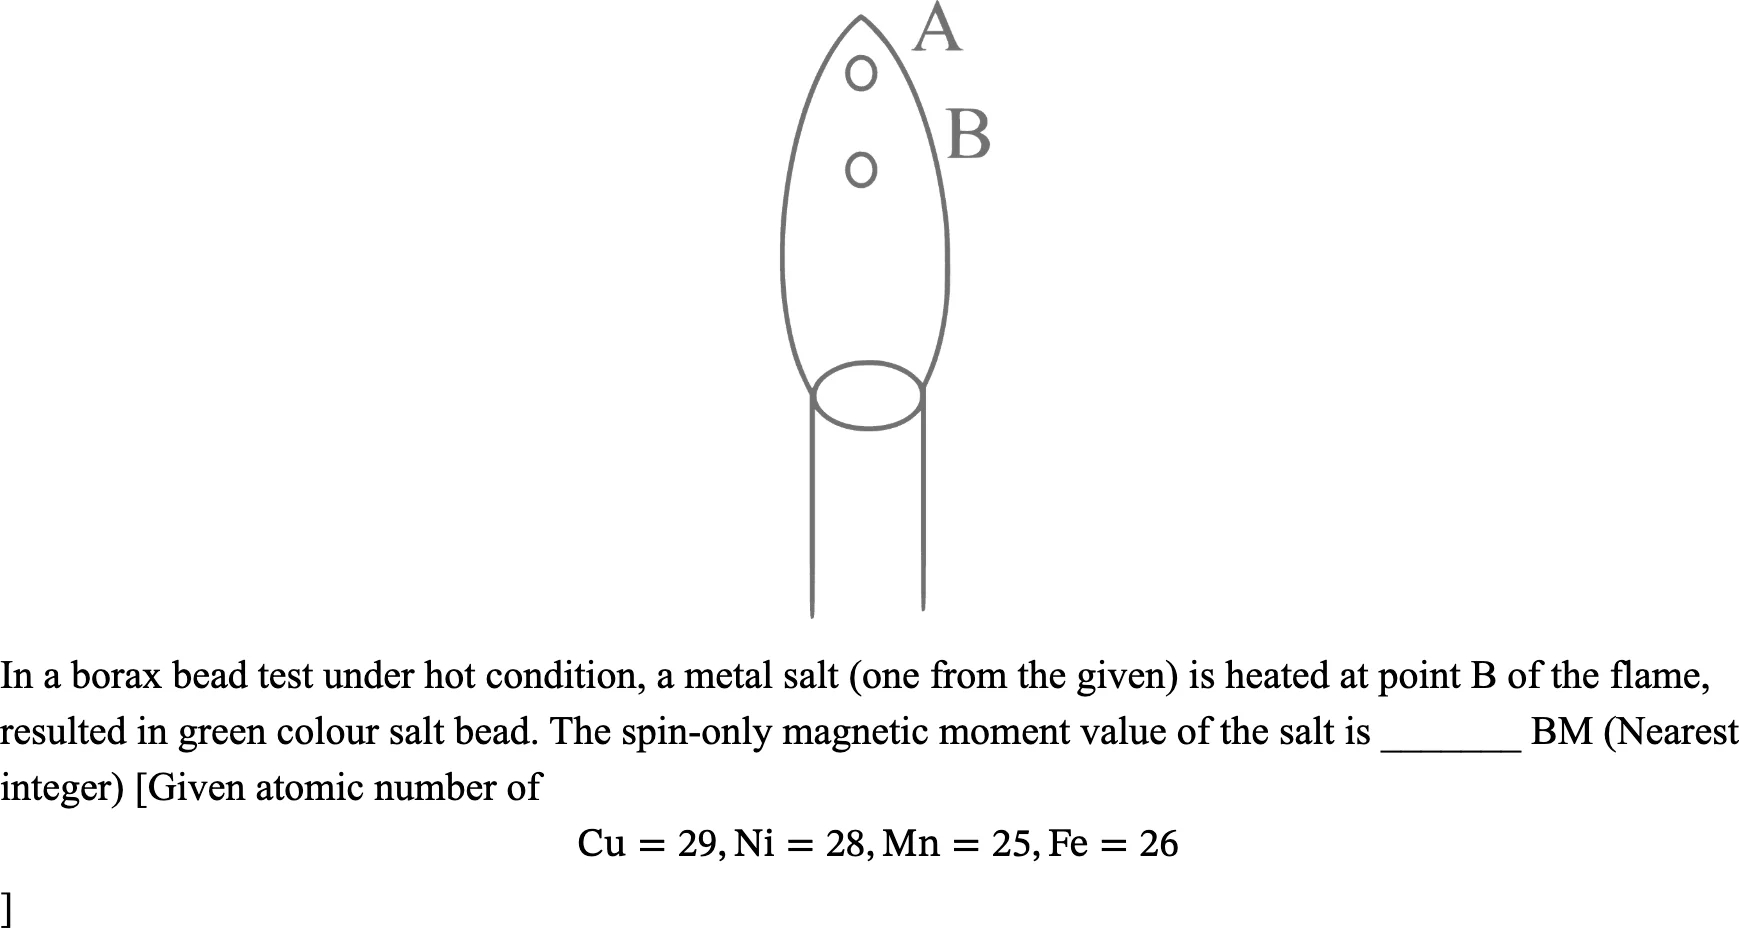 A
B
In a borax bead test under hot condition, a metal salt (one from the given) is heated at point B of the flame,
resulted in green colour salt bead. The spin-only magnetic moment value of the salt is _______ BM (Nearest
integer) [Given atomic number of
Cu = 29, Ni = 28, Mn = 25, Fe = 26
]